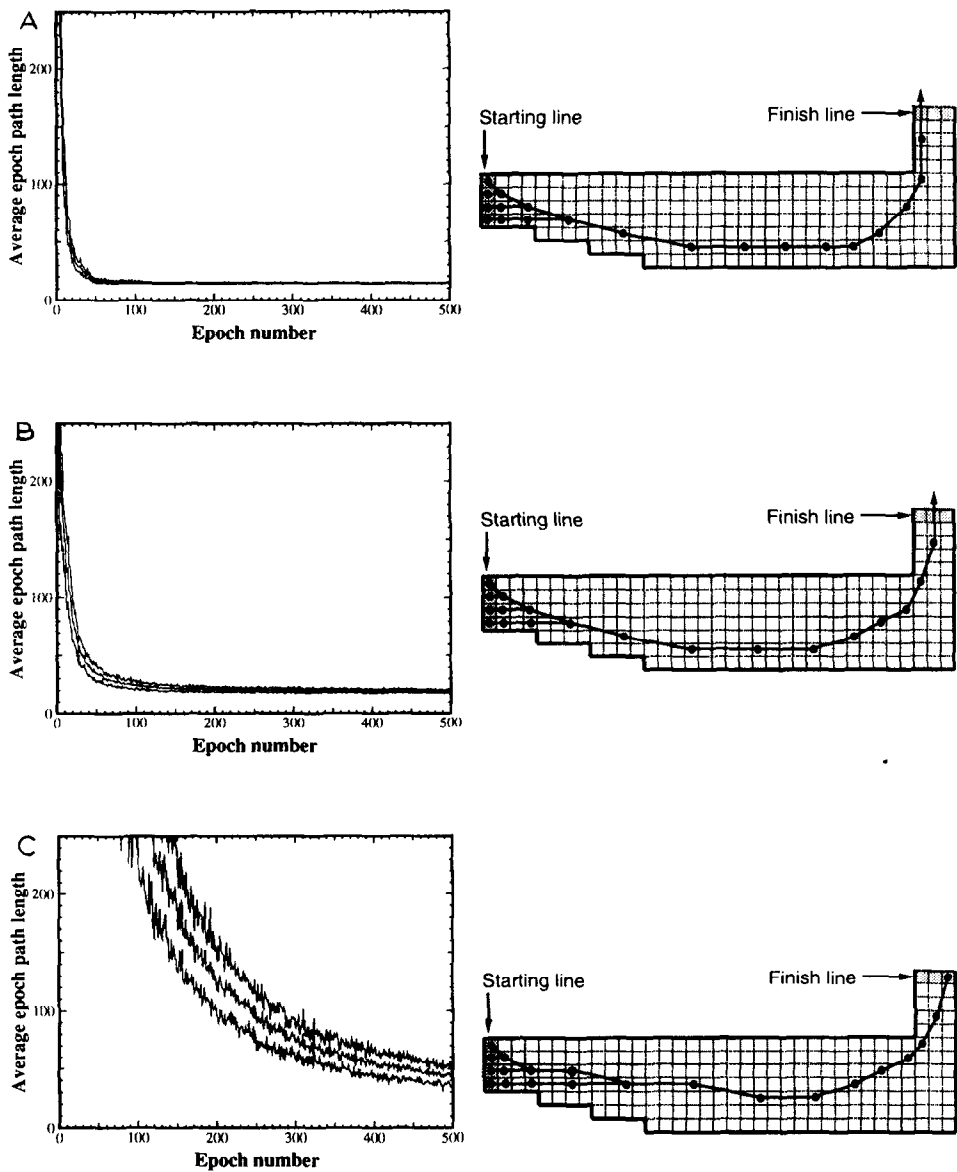 A
Average epoch path length
200
100
0
0 100 200 300 400 500
Epoch number
Starting line
Finish line
B
Average epoch path length
200
100
0
0 100 200 300 400 500
Epoch number
Starting line
Finish line
C
Average epoch path length
200
100
0
0 100 200 300 400 500
Epoch number
Starting line
Finish line